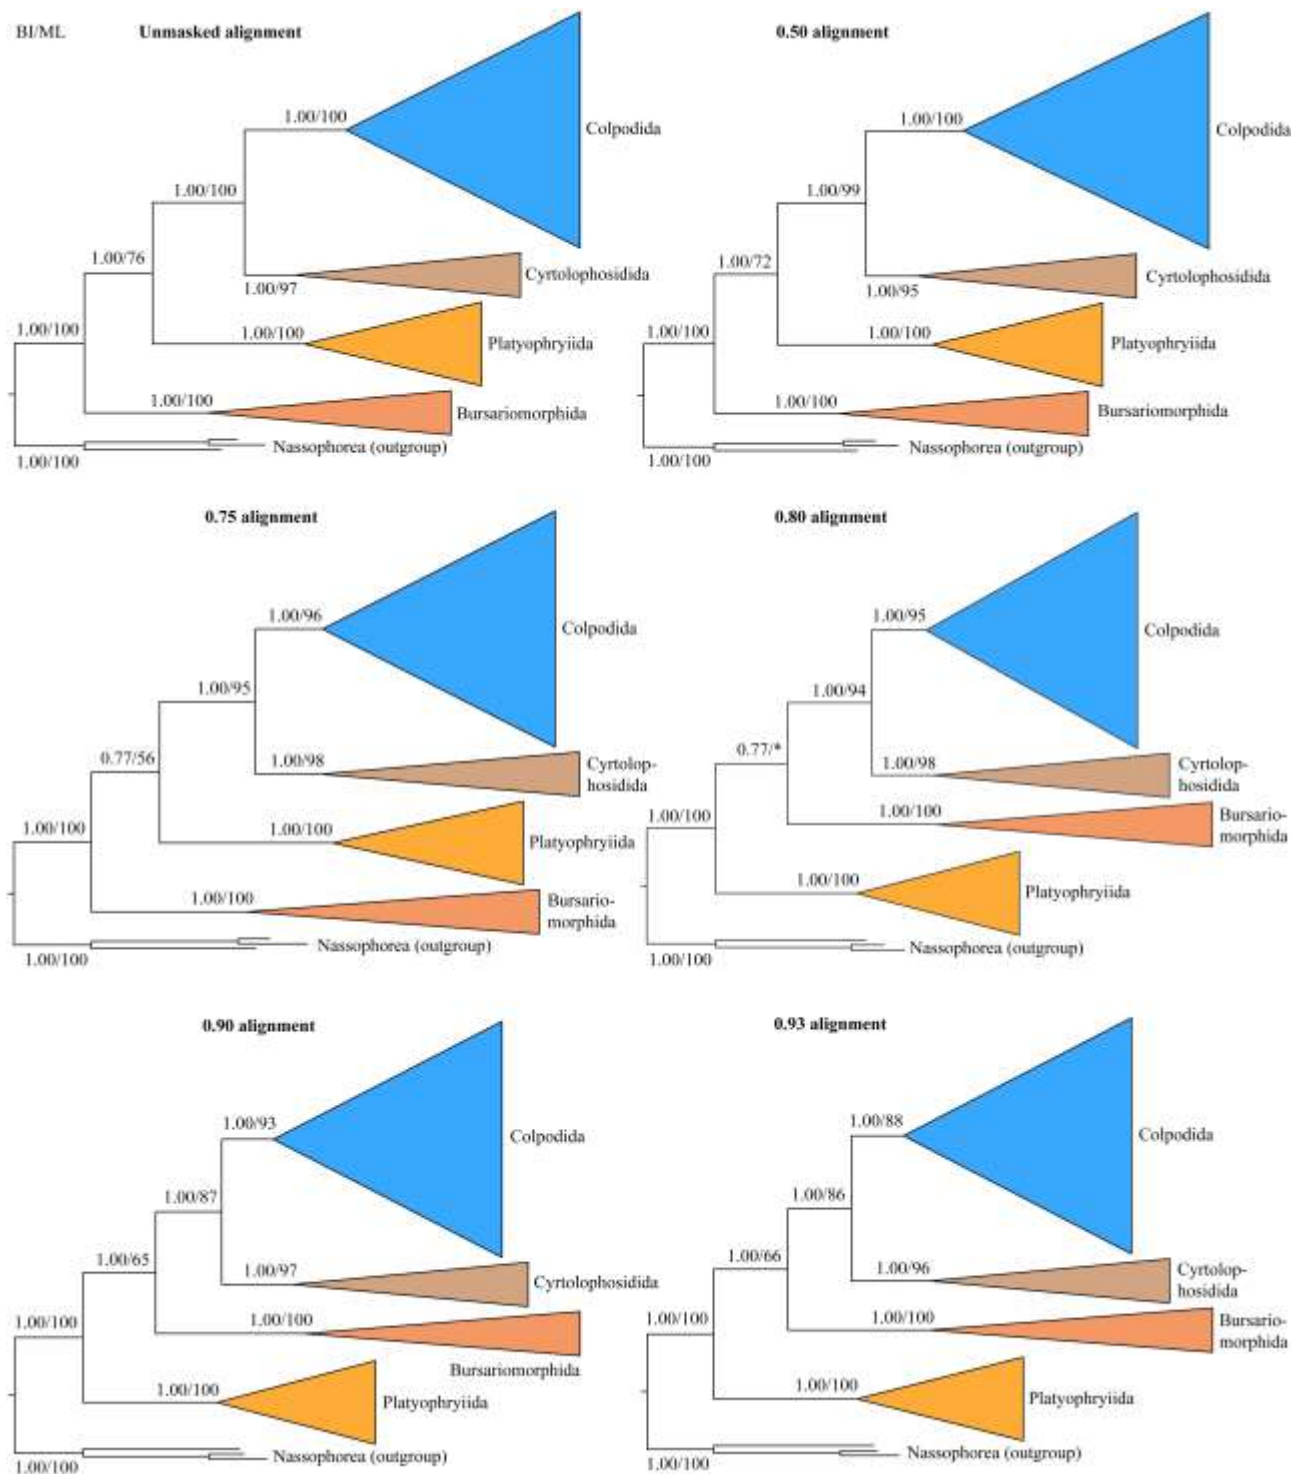 BI/ML
Unmasked alignment
1.00/100
Colpodida
1.00/100
1.00/76
Cyrtolophosidida
1.00/97
1.00/100
1.00/100
Platyophryiida
1.00/100
Bursariomorphida
Nassophorea (outgroup)
1.00/100
0.50 alignment
1.00/100
Colpodida
1.00/99
1.00/72
Cyrtolophosidida
1.00/95
1.00/100
1.00/100
Platyophryiida
1.00/100
Bursariomorphida
Nassophorea (outgroup)
1.00/100
0.75 alignment
1.00/96
Colpodida
1.00/95
0.77/56
1.00/98
Cyrtolop-
hosidida
1.00/100
1.00/100
Platyophryiida
1.00/100
Bursario-
morphida
Nassophorea (outgroup)
1.00/100
0.80 alignment
1.00/95
Colpodida
1.00/94
0.77/*
1.00/98
Cyrtolop-
hosidida
1.00/100
1.00/100
Bursario-
morphida
1.00/100
Platyophryiida
Nassophorea (outgroup)
1.00/100
0.90 alignment
1.00/93
Colpodida
1.00/87
1.00/65
1.00/97
Cyrtolophosidida
1.00/100
1.00/100
Bursariomorphida
1.00/100
Platyophryiida
Nassophorea (outgroup)
1.00/100
0.93 alignment
1.00/88
Colpodida
1.00/86
1.00/66
1.00/96
Cyrtolop-
hosidida
1.00/100
1.00/100
Bursario-
morphida
1.00/100
Platyophryiida
Nassophorea (outgroup)
1.00/100